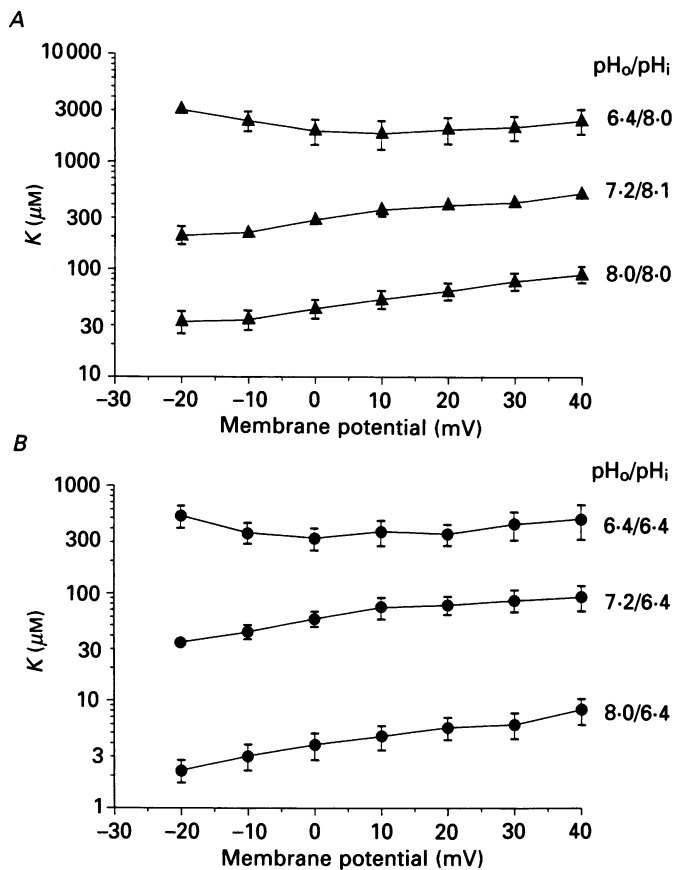 A
10 000
3000
1000
300
100
30
10
K (μM)
pHₒ/pHᵢ
6·4/8·0
7·2/8·1
8·0/8·0
−30 −20 −10 0 10 20 30 40
Membrane potential (mV)
B
1000
300
100
30
10
3
1
K (μM)
pHₒ/pHᵢ
6·4/6·4
7·2/6·4
8·0/6·4
−30 −20 −10 0 10 20 30 40
Membrane potential (mV)